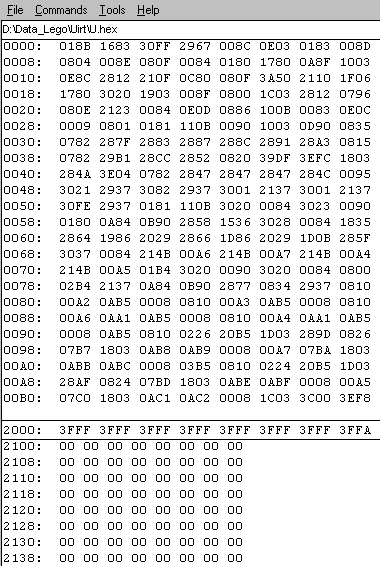 File Commands Tools Help
D:\Data_Lego\Uirt\U.hex
0000: 018B 1683 30FF 2967 008C 0E03 0183 008D
0008: 0804 008E 080F 0084 0180 1780 0A8F 1003
0010: 0E8C 2812 210F 0C80 080F 3A50 2110 1F06
0018: 1780 3020 1903 008F 0800 1C03 2812 0796
0020: 080E 2123 0084 0E0D 0886 100B 0083 0E0C
0028: 0009 0801 0181 110B 0090 1003 0D90 0835
0030: 0782 287F 2883 2887 288C 2891 28A3 0815
0038: 0782 29B1 28CC 2852 0820 39DF 3EFC 1803
0040: 284A 3E04 0782 2847 2847 2847 284C 0095
0048: 3021 2937 3082 2937 3001 2137 3001 2137
0050: 30FE 2937 0181 110B 3020 0084 3023 0090
0058: 0180 0A84 0B90 2858 1536 3028 0084 1835
0060: 2864 1986 2029 2866 1D86 2029 1D0B 285F
0068: 3037 0084 214B 00A6 214B 00A7 214B 00A4
0070: 214B 00A5 01B4 3020 0090 3020 0084 0800
0078: 02B4 2137 0A84 0B90 2877 0834 2937 0810
0080: 00A2 0AB5 0008 0810 00A3 0AB5 0008 0810
0088: 00A6 0AA1 0AB5 0008 0810 00A4 0AA1 0AB5
0090: 0008 0AB5 0810 0226 20B5 1D03 289D 0826
0098: 07B7 1803 0AB8 0AB9 0008 00A7 07BA 1803
00A0: 0ABB 0ABC 0008 03B5 0810 0224 20B5 1D03
00A8: 28AF 0824 07BD 1803 0ABE 0ABF 0008 00A5
00B0: 07C0 1803 0AC1 0AC2 0008 1C03 3C00 3EF8
2000: 3FFF 3FFF 3FFF 3FFF 3FFF 3FFF 3FFF 3FFA
2100: 00 00 00 00 00 00 00 00
2108: 00 00 00 00 00 00 00 00
2110: 00 00 00 00 00 00 00 00
2118: 00 00 00 00 00 00 00 00
2120: 00 00 00 00 00 00 00 00
2128: 00 00 00 00 00 00 00 00
2130: 00 00 00 00 00 00 00 00
2138: 00 00 00 00 00 00 00 00